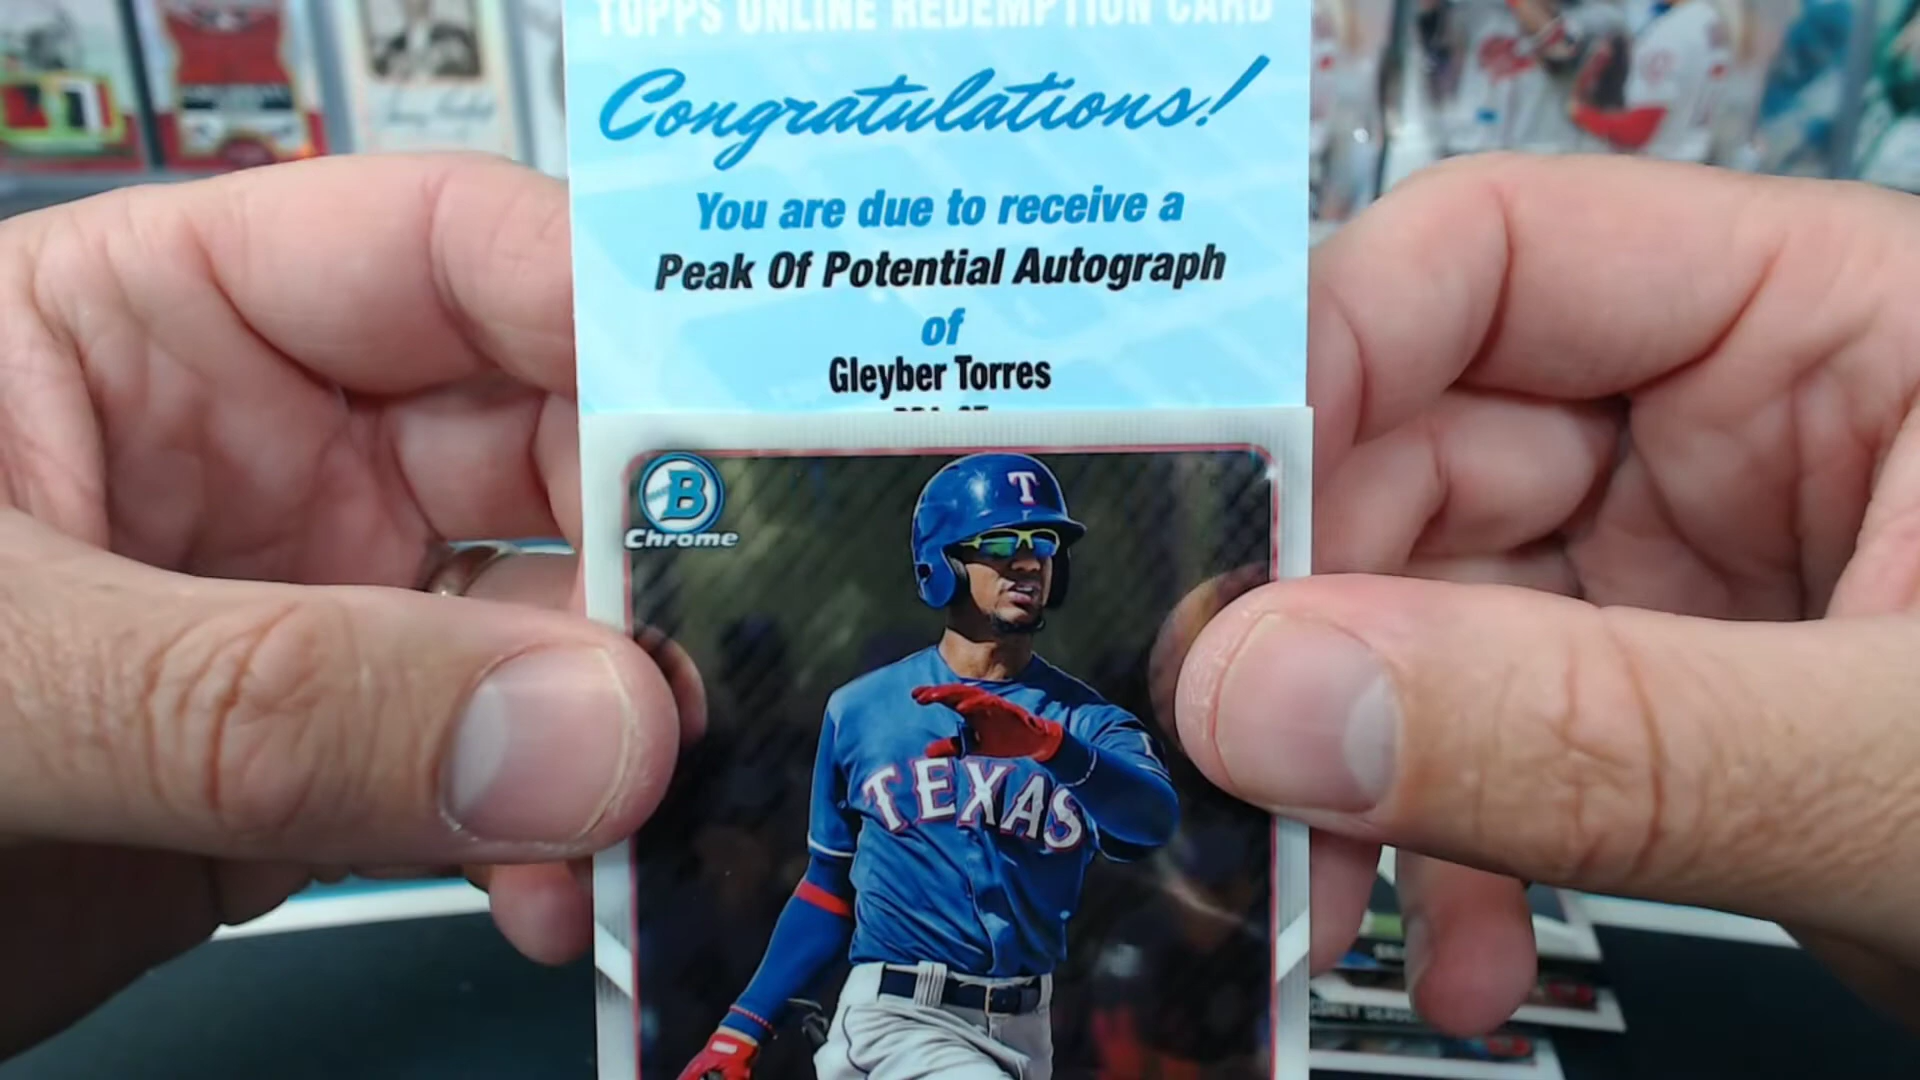 TOPPS ONLINE REDEMPTION CARD
Congratulations!
You are due to receive a
Peak Of Potential Autograph
of
Gleyber Torres
B
Chrome
T
TEXAS